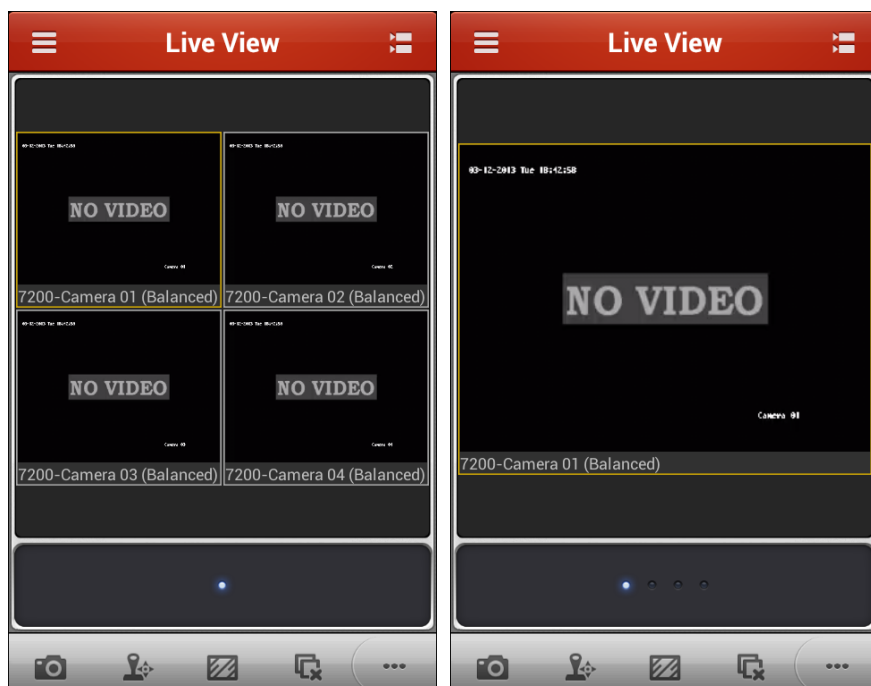 Live View
NO VIDEO
NO VIDEO
Camera 01
7200-Camera 01 (Balanced)
7200-Camera 02 (Balanced)
NO VIDEO
NO VIDEO
7200-Camera 03 (Balanced)
7200-Camera 04 (Balanced)
Live View
03-12-2013 Tue 18:42:58
NO VIDEO
Camera 01
7200-Camera 01 (Balanced)